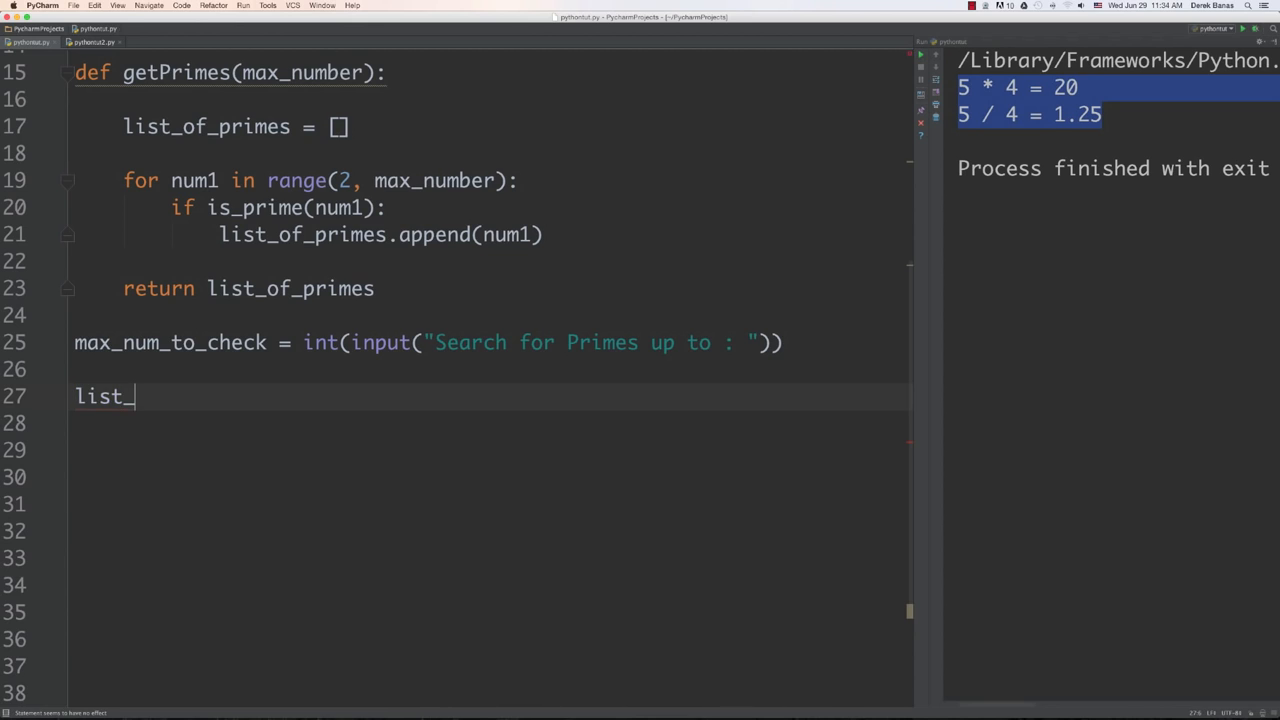 PyCharm File Edit View Navigate Code Refactor Run Tools VCS Window Help
Wed Jun 29 11:34 AM Derek Banas
pythontut.py - PyCharmProjects - [~/PycharmProjects]
PycharmProjects pythontut.py
pythontut
pythontut.py pythontut2.py
Run pythontut
14
15 def getPrimes(max_number):
16
17 list_of_primes = []
18
19 for num1 in range(2, max_number):
20 if is_prime(num1):
21 list_of_primes.append(num1)
22
23 return list_of_primes
24
25 max_num_to_check = int(input("Search for Primes up to : "))
26
27 list_
28
29
30
31
32
33
34
35
36
37
38
/Library/Frameworks/Python.
5 * 4 = 20
5 / 4 = 1.25
Process finished with exit
Statement seems to have no effect
27:6 LF÷ UTF-8÷